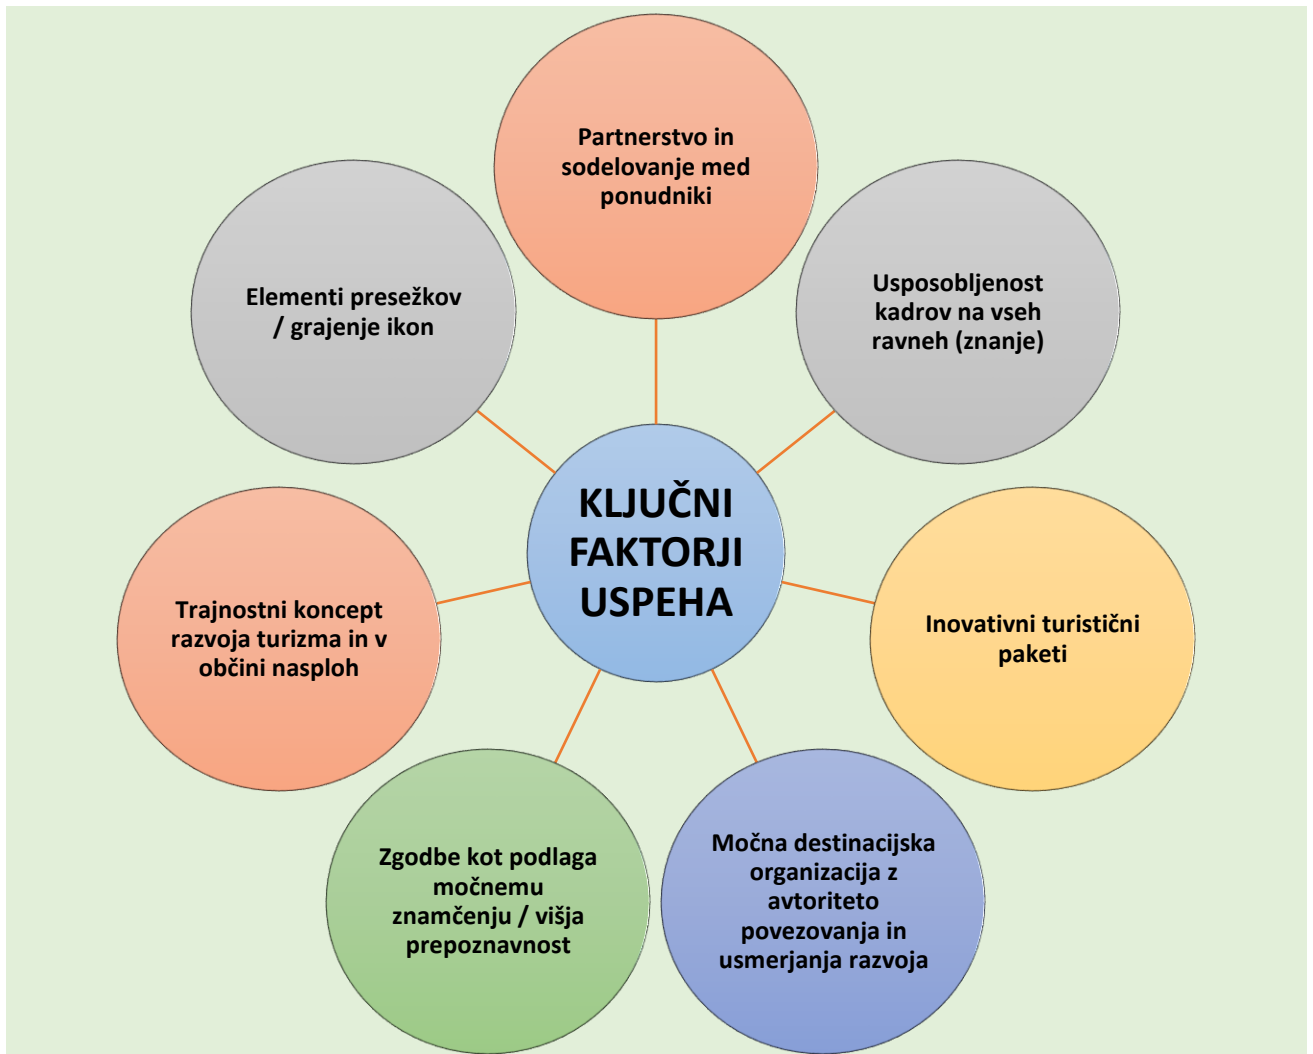 Partnerstvo in
sodelovanje med
ponudniki
Usposobljenost
kadrov na vseh
ravneh (znanje)
Inovativni turistični
paketi
Močna destinacijska
organizacija z
avtoriteto
povezovanja in
usmerjanja razvoja
Zgodbe kot podlaga
močnemu
znamčenju / višja
prepoznavnost
Trajnostni koncept
razvoja turizma in v
občini nasploh
Elementi presežkov
/ grajenje ikon
KLJUČNI
FAKTORJI
USPEHA